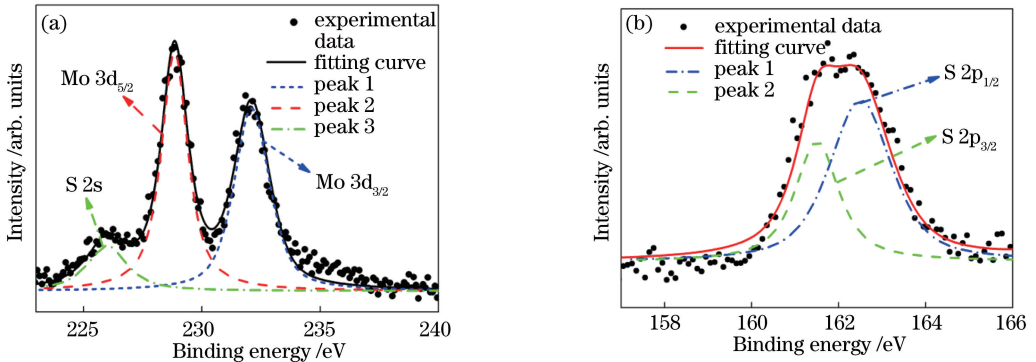 (a)
experimental
data
fitting curve
peak 1
peak 2
peak 3
Mo 3d5/2
S 2s
Mo 3d3/2
Intensity /arb. units
225 230 235 240
Binding energy /eV
(b)
experimental data
fitting curve
peak 1
peak 2
S 2p1/2
S 2p3/2
Intensity /arb. units
158 160 162 164 166
Binding energy /eV